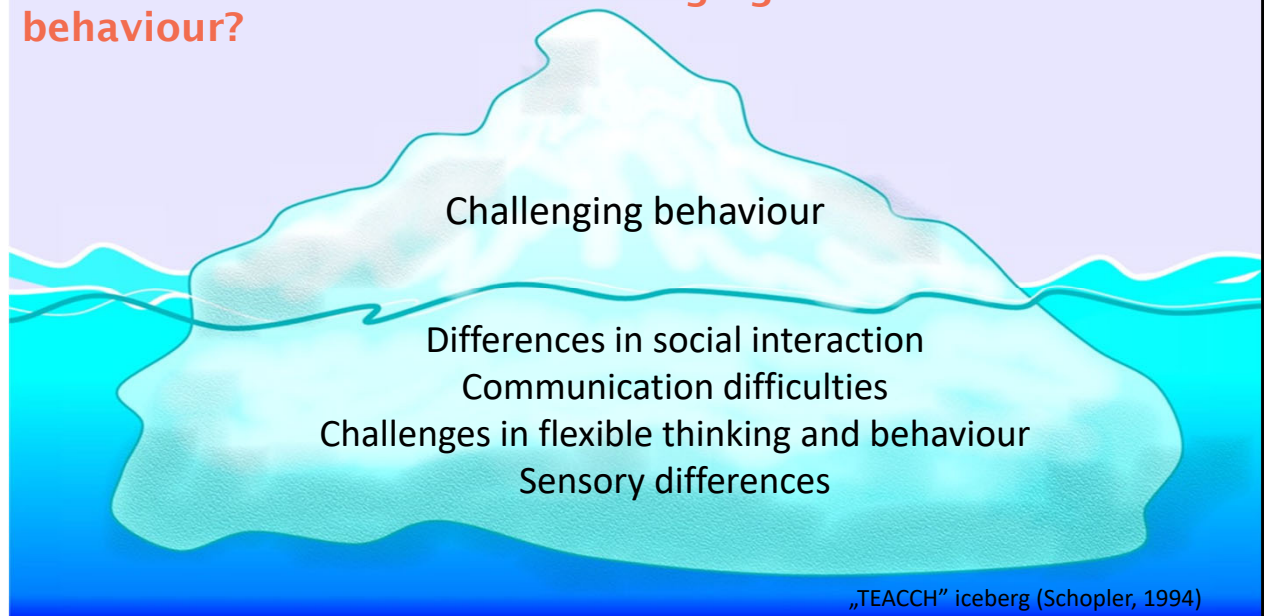 behaviour?
Challenging behaviour
Differences in social interaction
Communication difficulties
Challenges in flexible thinking and behaviour
Sensory differences
„TEACCH” iceberg (Schopler, 1994)